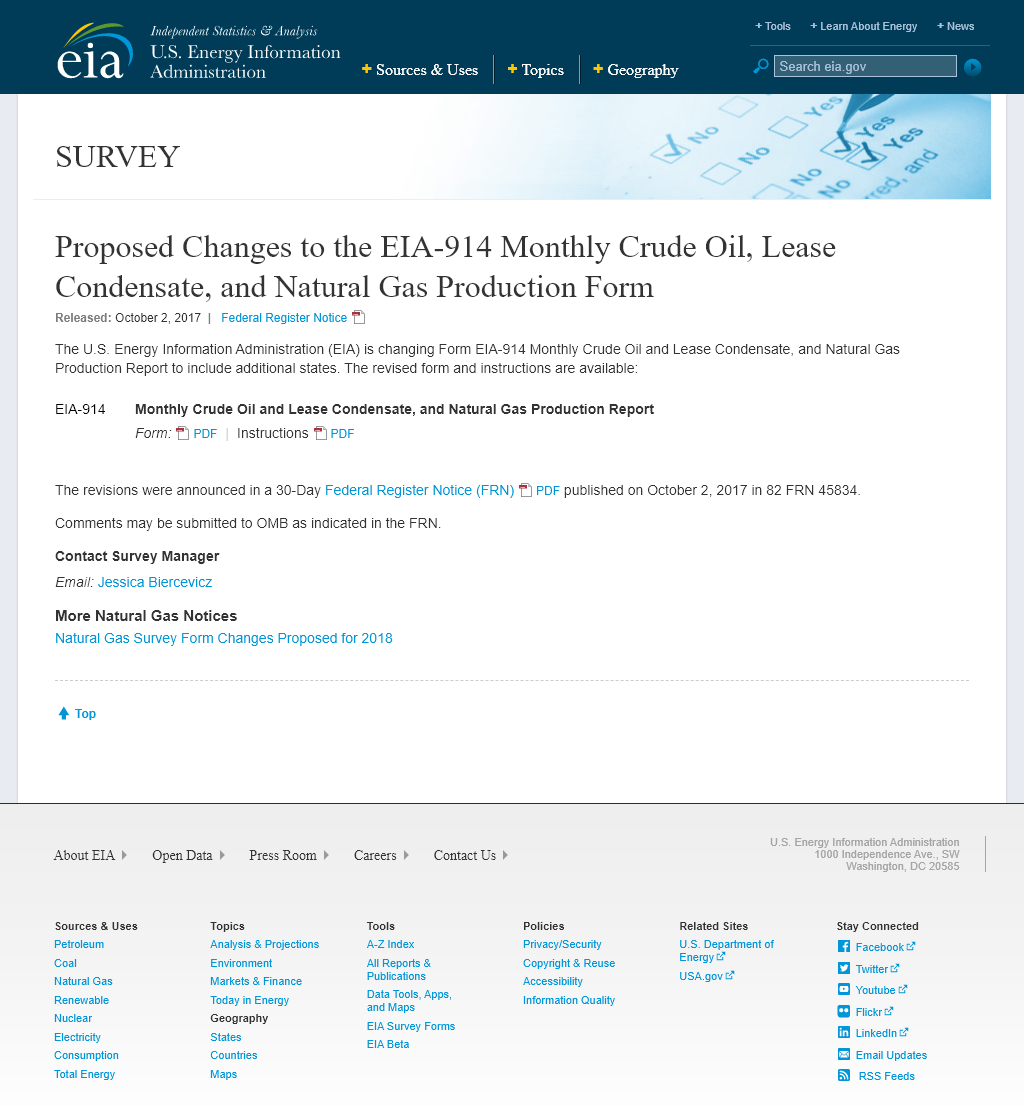 + Tools + Learn About Energy + News
eia
Independent Statistics & Analysis
U.S. Energy Information
Administration
+ Sources & Uses + Topics + Geography
Search eia.gov
SURVEY
No
Yes
No
Yes
Yes
No
No
Yes
rred, and
Proposed Changes to the EIA-914 Monthly Crude Oil, Lease
Condensate, and Natural Gas Production Form
Released: October 2, 2017 | Federal Register Notice
The U.S. Energy Information Administration (EIA) is changing Form EIA-914 Monthly Crude Oil and Lease Condensate, and Natural Gas
Production Report to include additional states. The revised form and instructions are available:
EIA-914 Monthly Crude Oil and Lease Condensate, and Natural Gas Production Report
Form: PDF | Instructions PDF
The revisions were announced in a 30-Day Federal Register Notice (FRN) PDF published on October 2, 2017 in 82 FRN 45834.
Comments may be submitted to OMB as indicated in the FRN.
Contact Survey Manager
Email: Jessica Biercevicz
More Natural Gas Notices
Natural Gas Survey Form Changes Proposed for 2018
Top
About EIA Open Data Press Room Careers Contact Us
U.S. Energy Information Administration
1000 Independence Ave., SW
Washington, DC 20585
Sources & Uses
Petroleum
Coal
Natural Gas
Renewable
Nuclear
Electricity
Consumption
Total Energy
Topics
Analysis & Projections
Environment
Markets & Finance
Today in Energy
Geography
States
Countries
Maps
Tools
A-Z Index
All Reports &
Publications
Data Tools, Apps,
and Maps
EIA Survey Forms
EIA Beta
Policies
Privacy/Security
Copyright & Reuse
Accessibility
Information Quality
Related Sites
U.S. Department of
Energy
USA.gov
Stay Connected
Facebook
Twitter
Youtube
Flickr
LinkedIn
Email Updates
RSS Feeds